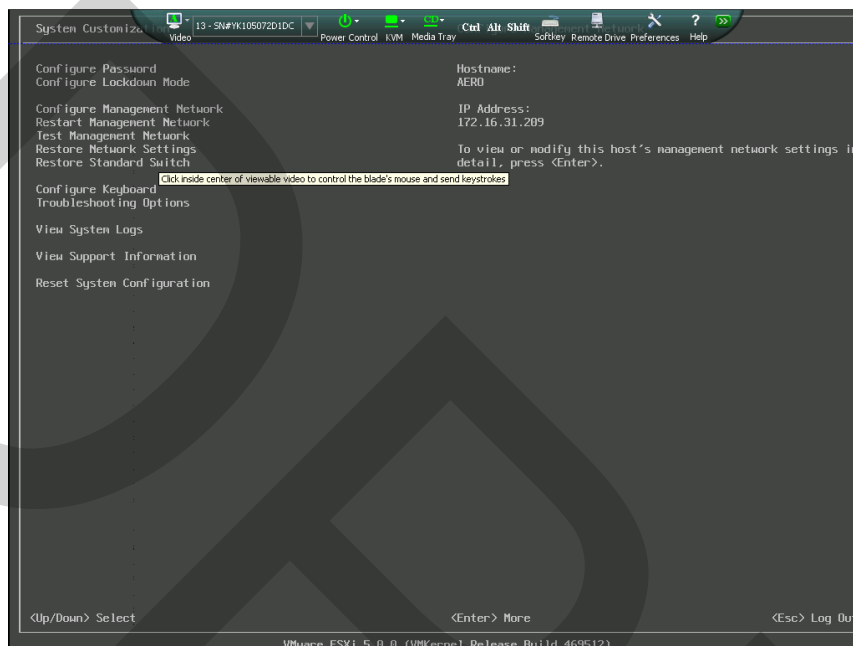 System Customiza
13 - SN#YK105072D1DC
Ctrl Alt Shift
Video
Power Control
KVM
Media Tray
Softkey
Remote Drive
Preferences
Help
Configure Password
Configure Lockdown Mode
Configure Management Network
Restart Management Network
Test Management Network
Restore Network Settings
Restore Standard Switch
Click inside center of viewable video to control the blade's mouse and send keystrokes
Configure Keyboard
Troubleshooting Options
View System Logs
View Support Information
Reset System Configuration
Hostname:
AERO
IP Address:
172.16.31.209
To view or modify this host's management network settings in
detail, press <Enter>.
<Up/Down> Select
<Enter> More
<Esc> Log Ou
VMware ESXi 5.0.0 (VMKernel Release Build 469512)